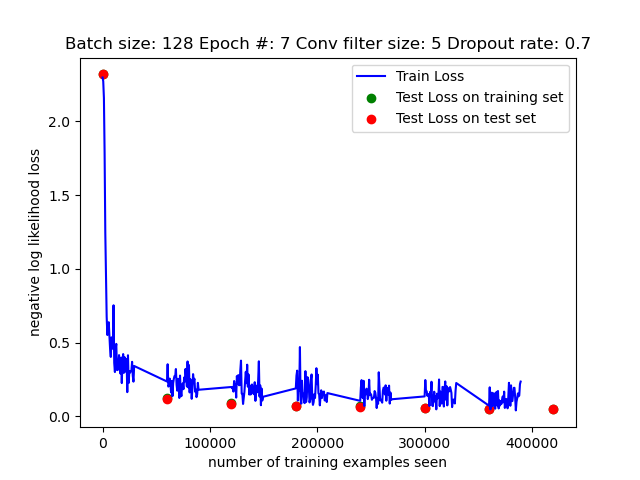 Batch size: 128 Epoch #: 7 Conv filter size: 5 Dropout rate: 0.7
Train Loss
Test Loss on training set
Test Loss on test set
negative log likelihood loss
2.0
1.5
1.0
0.5
0.0
0
100000
200000
300000
400000
number of training examples seen